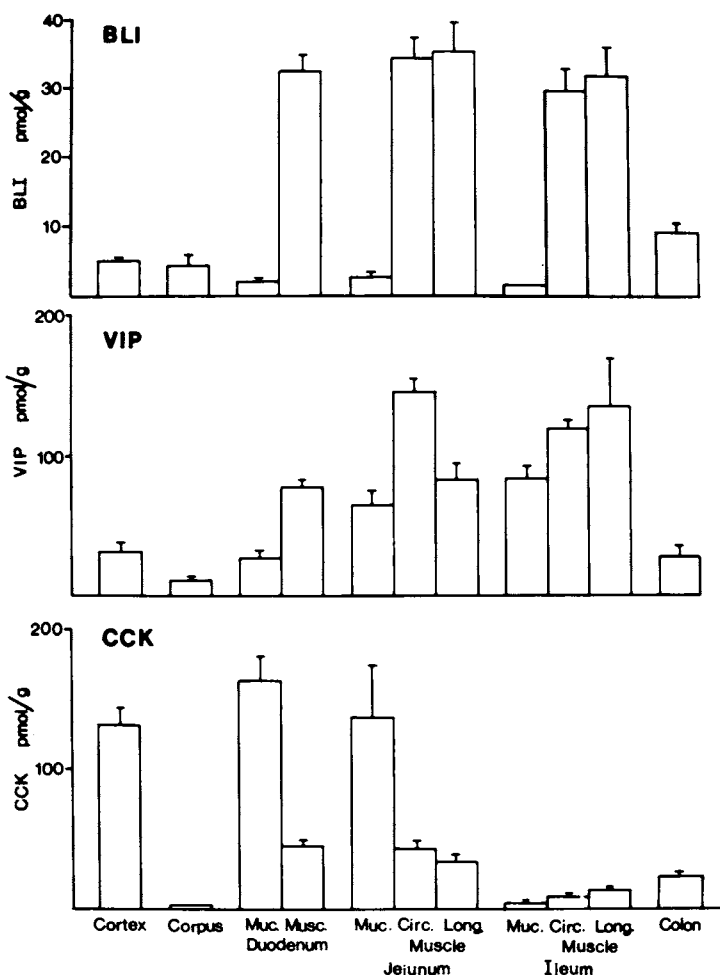 BLI
40
30
20
10
BLI pmol/g
VIP
200
100
VIP pmol/g
CCK
200
100
CCK pmol/g
Cortex Corpus Muc. Musc. Muc. Circ. Long. Muc. Circ. Long. Colon
Duodenum Muscle Muscle
Jejunum Ileum